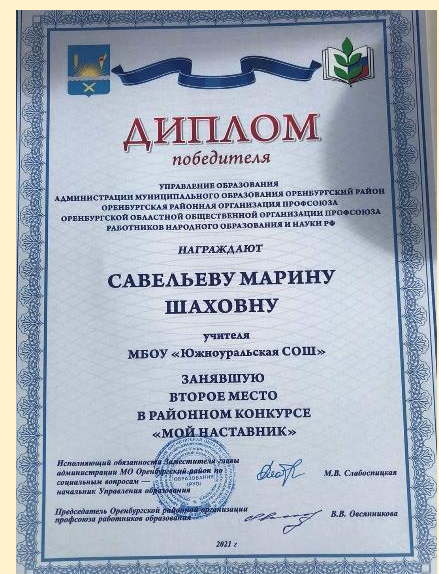 ДИПЛОМ
победителя
УПРАВЛЕНИЕ ОБРАЗОВАНИЯ
АДМИНИСТРАЦИИ МУНИЦИПАЛЬНОГО ОБРАЗОВАНИЯ ОРЕНБУРГСКИЙ РАЙОН
ОРЕНБУРГСКАЯ РАЙОННАЯ ОРГАНИЗАЦИЯ ПРОФСОЮЗА
ОРЕНБУРГСКОЙ ОБЛАСТНОЙ ОБЩЕСТВЕННОЙ ОРГАНИЗАЦИИ ПРОФСОЮЗА
РАБОТНИКОВ НАРОДНОГО ОБРАЗОВАНИЯ И НАУКИ РФ
НАГРАЖДАЮТ
САВЕЛЬЕВУ МАРИНУ
ШАХОВНУ
учителя
МБОУ «Южноуральская СОШ»
ЗАНЯВШУЮ
ВТОРОЕ МЕСТО
В РАЙОННОМ КОНКУРСЕ
«МОЙ НАСТАВНИК»
Исполняющий обязанности Заместителя главы
администрации МО Оренбургский район по
социальным вопросам —
начальник Управления образования
М.В. Слабоспицкая
Председатель Оренбургской районной организации
профсоюза работников образования
В.В. Овсянникова
2021 г